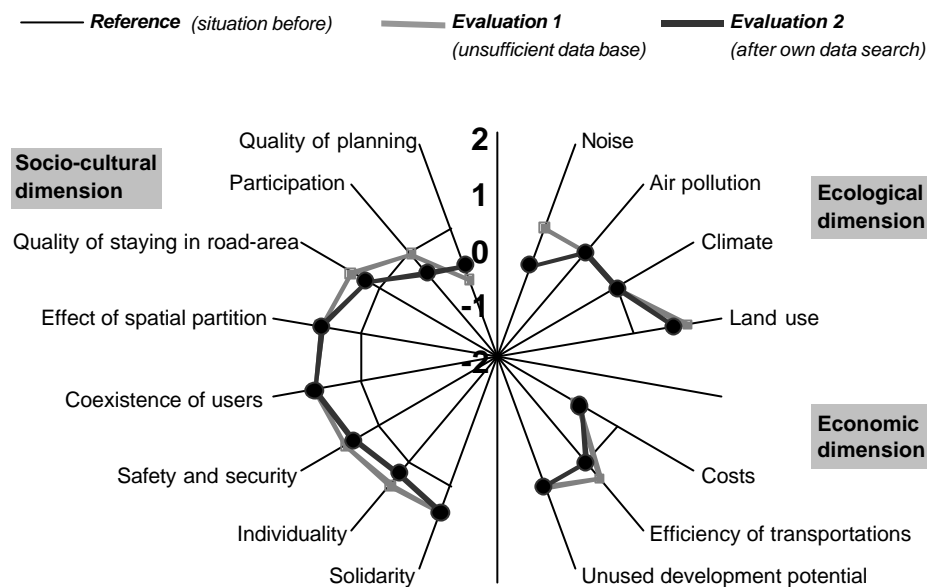 Reference (situation before)
Evaluation 1
(unsufficient data base)
Evaluation 2
(after own data search)
2
1
0
-1
-2
Socio-cultural
dimension
Quality of planning
Participation
Quality of staying in road-area
Effect of spatial partition
Coexistence of users
Safety and security
Individuality
Solidarity
Noise
Air pollution
Climate
Land use
Ecological
dimension
Economic
dimension
Costs
Efficiency of transportations
Unused development potential